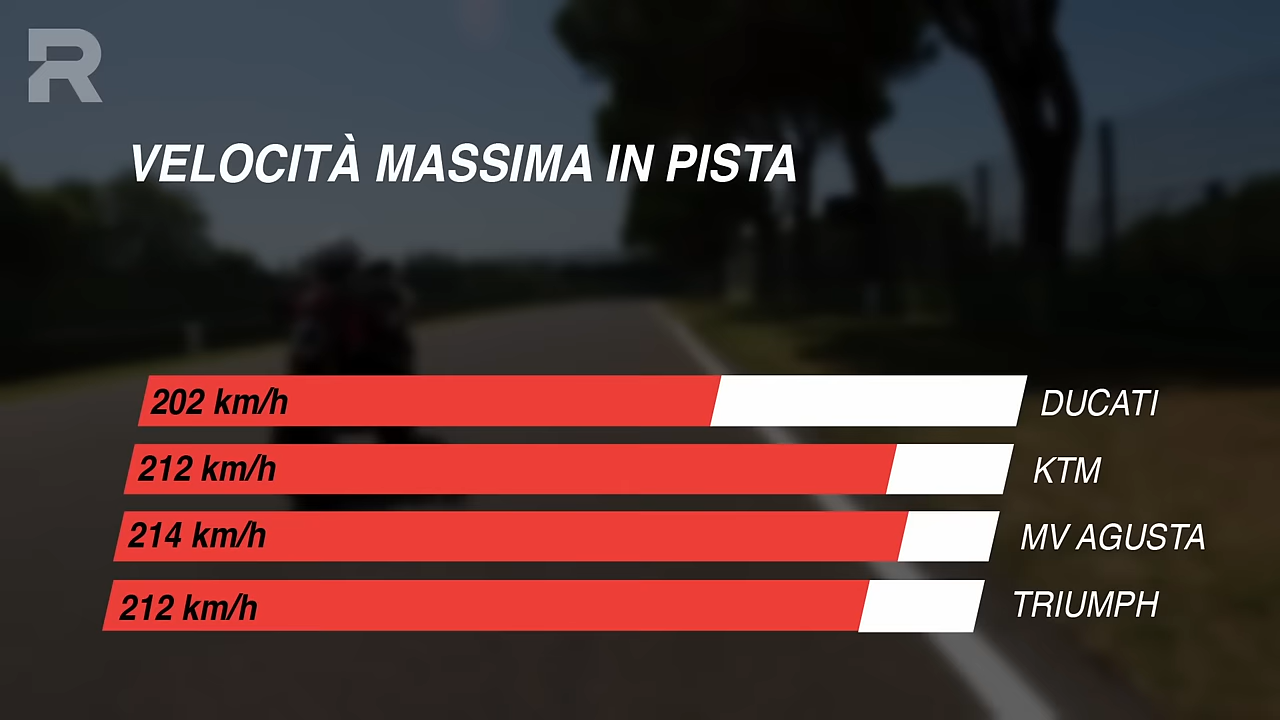 R
VELOCITÀ MASSIMA IN PISTA
202 km/h DUCATI
212 km/h KTM
214 km/h MV AGUSTA
212 km/h TRIUMPH